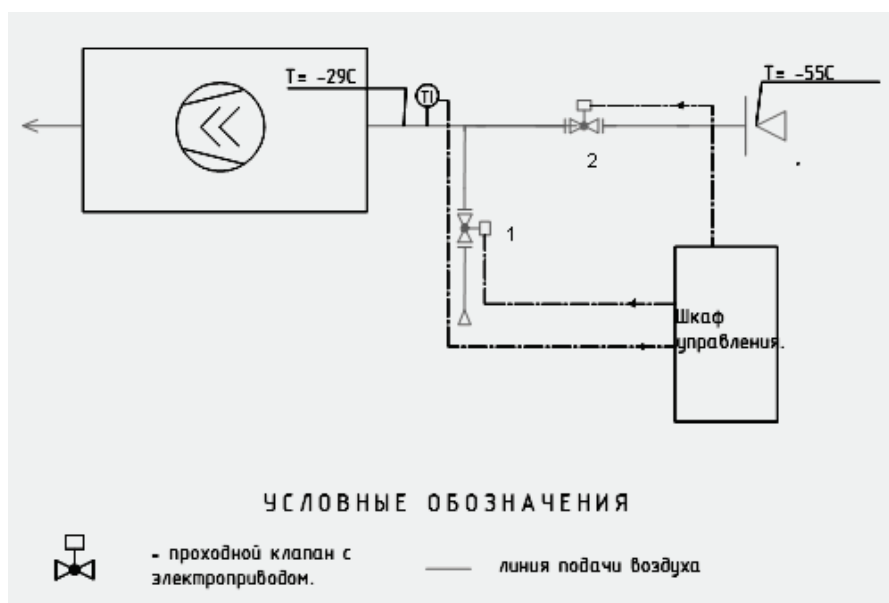 T= -29C
TI
T= -55C
2
1
Шкаф
управления.
УСЛОВНЫЕ ОБОЗНАЧЕНИЯ
- проходной клапан с
электроприводом.
линия подачи воздуха